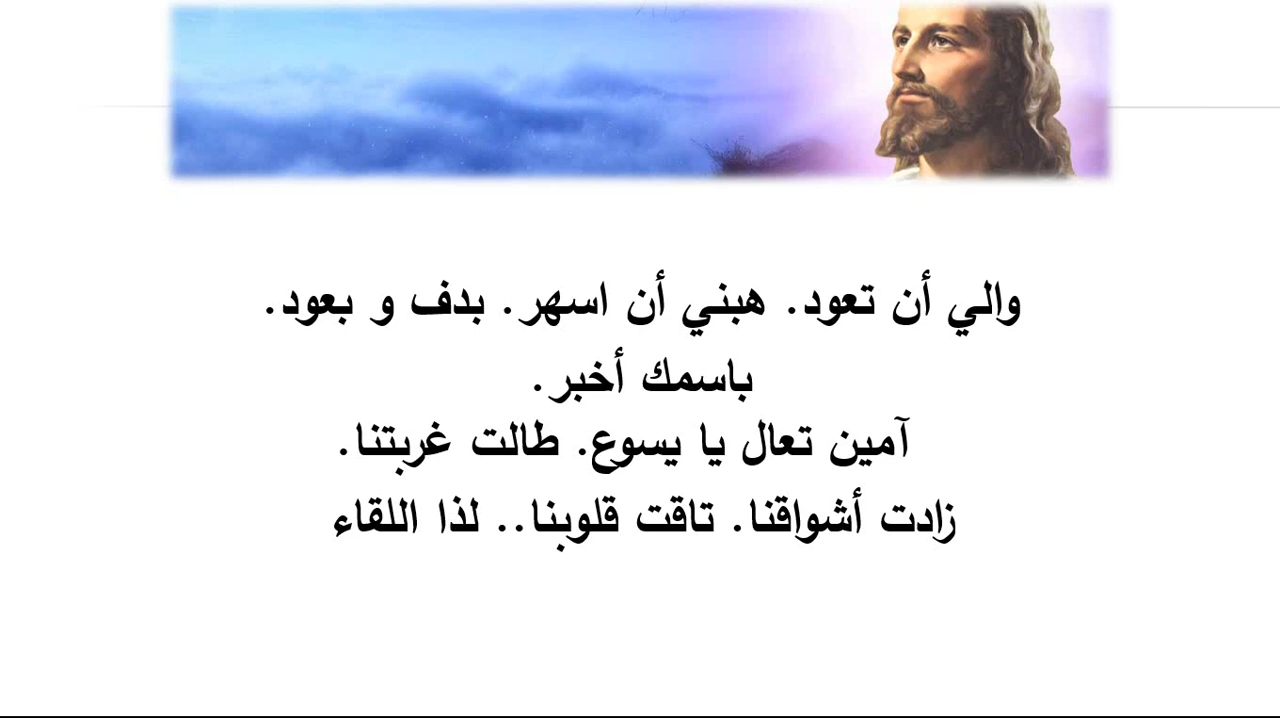 والي أن تعود. هبني أن اسهر. بدف و بعود.
باسمك أخبر.
آمين تعال يا يسوع. طالت غربتنا.
زادت أشواقنا. تاقت قلوبنا.. لذا اللقاء